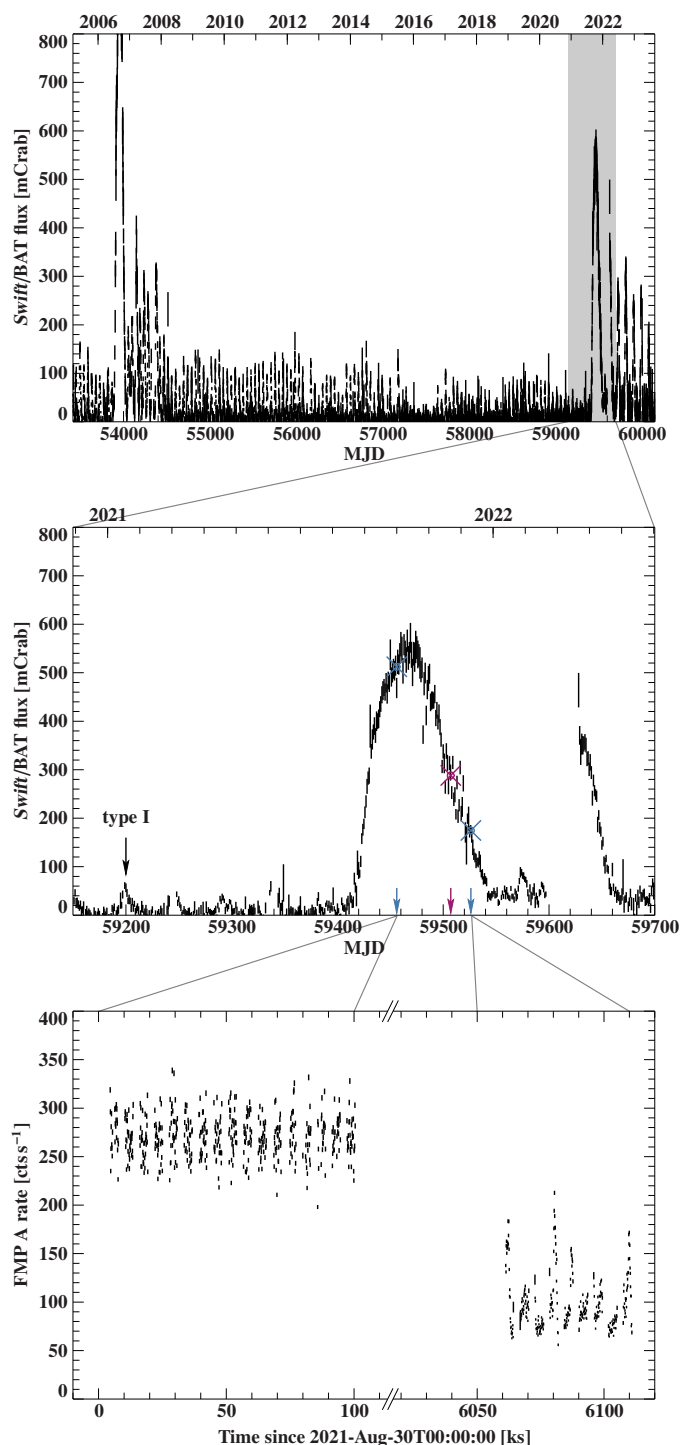 2006 2007 2008 2010 2012 2014 2016 2017 2018 2020 2022
800
700
600
500
400
300
200
100
0
Swift/BAT flux [mCrab]
54000 55000 56000 57000 58000 59000 60000
MJD
2021 2022
800
700
600
500
400
300
200
100
0
Swift/BAT flux [mCrab]
type I
59200 59300 59400 59500 59600 59700
MJD
400
350
300
250
200
150
100
50
0
FMP A rate [cts s⁻¹]
0 50 100 6050 6100
Time since 2021-Aug-30T00:00:00 [ks]